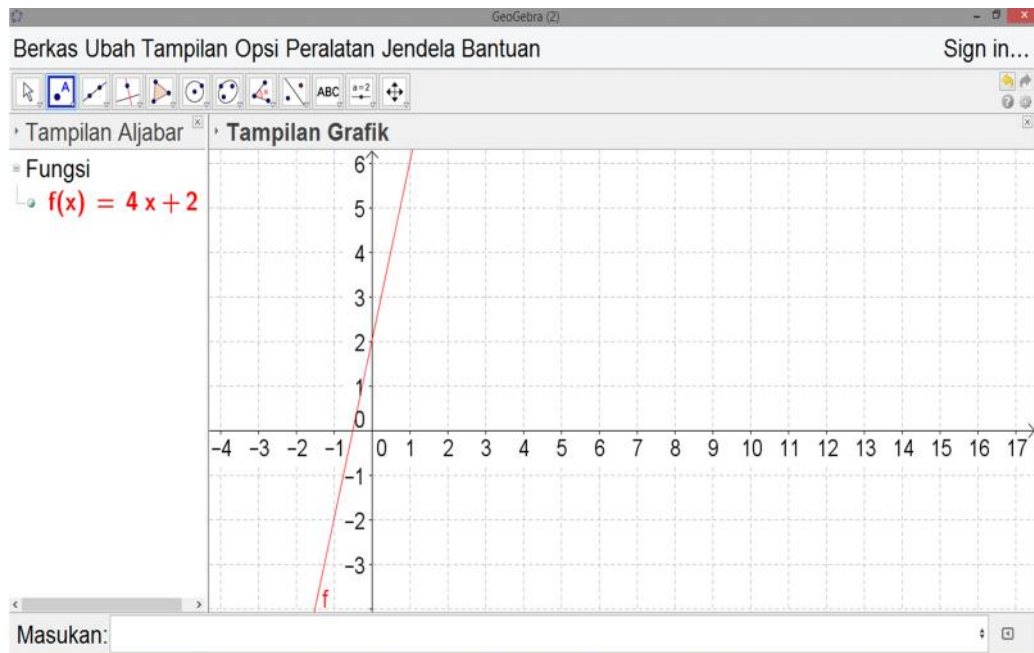 GeoGebra (2)
Berkas Ubah Tampilan Opsi Peralatan Jendela Bantuan Sign in...
A ABC a=2
Tampilan Aljabar Tampilan Grafik
Fungsi
f(x) = 4 x + 2
6
5
4
3
2
1
0
-4 -3 -2 -1 0 1 2 3 4 5 6 7 8 9 10 11 12 13 14 15 16 17
-1
-2
-3
f
Masukan: